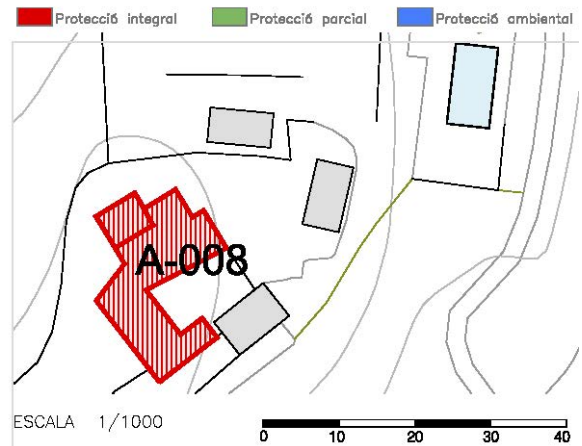 Protecció integral Protecció parcial Protecció ambiental
A-008
ESCALA 1/1000
0 10 20 30 40